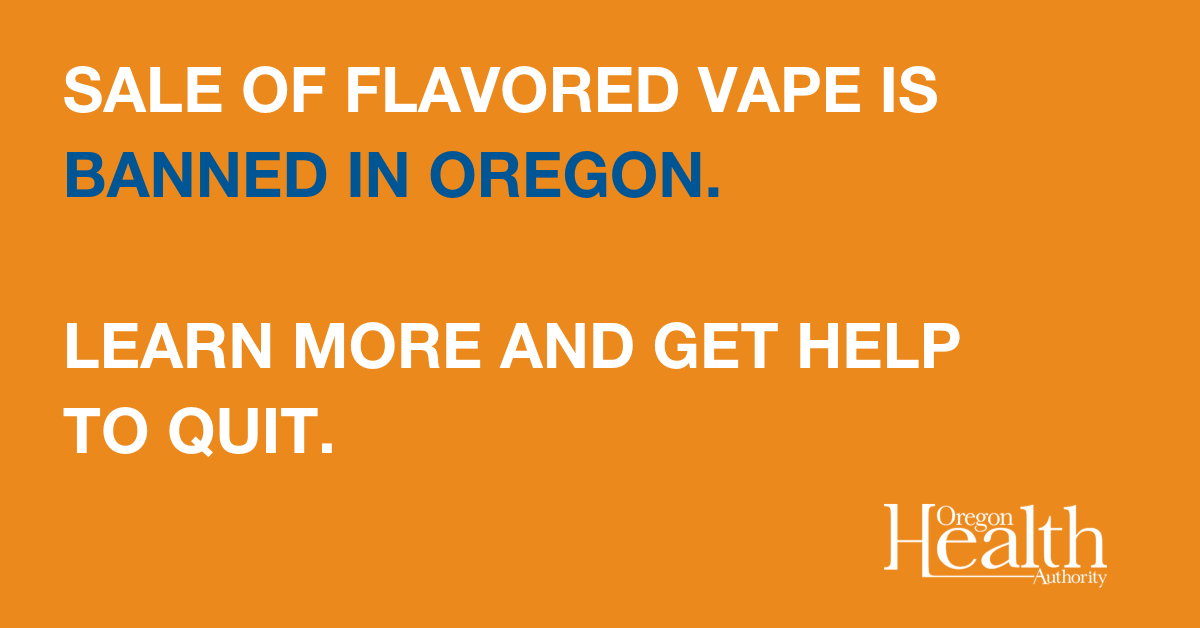 SALE OF FLAVORED VAPE IS
BANNED IN OREGON.
LEARN MORE AND GET HELP
TO QUIT.
Oregon
Health
Authority